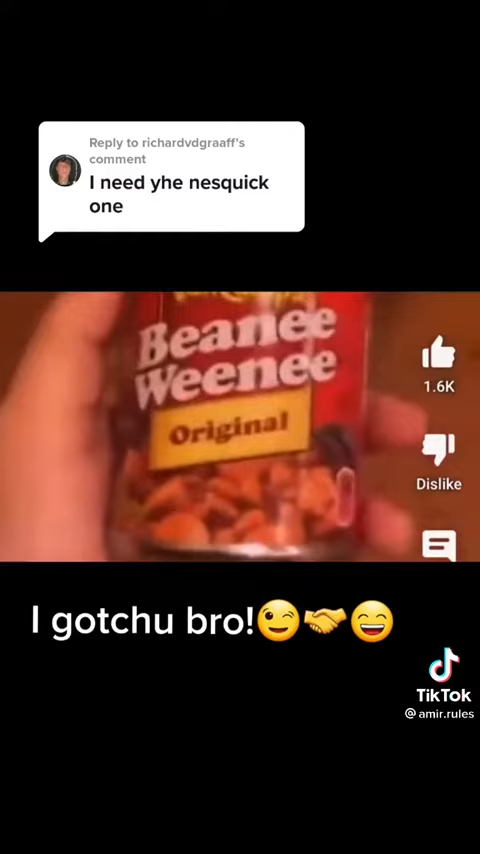 Reply to richardvdgraaff's
comment
I need yhe nesquick
one
Beanee
Weenee
Original
1.6K
Dislike
I gotchu bro!😉🤝😄
TikTok
@amir.rules